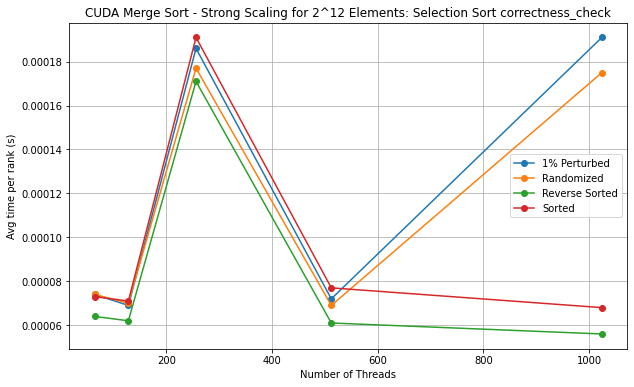 CUDA Merge Sort - Strong Scaling for 2^12 Elements: Selection Sort correctness_check
Avg time per rank (s)
0.00018
0.00016
0.00014
0.00012
0.00010
0.00008
0.00006
1% Perturbed
Randomized
Reverse Sorted
Sorted
200 400 600 800 1000
Number of Threads